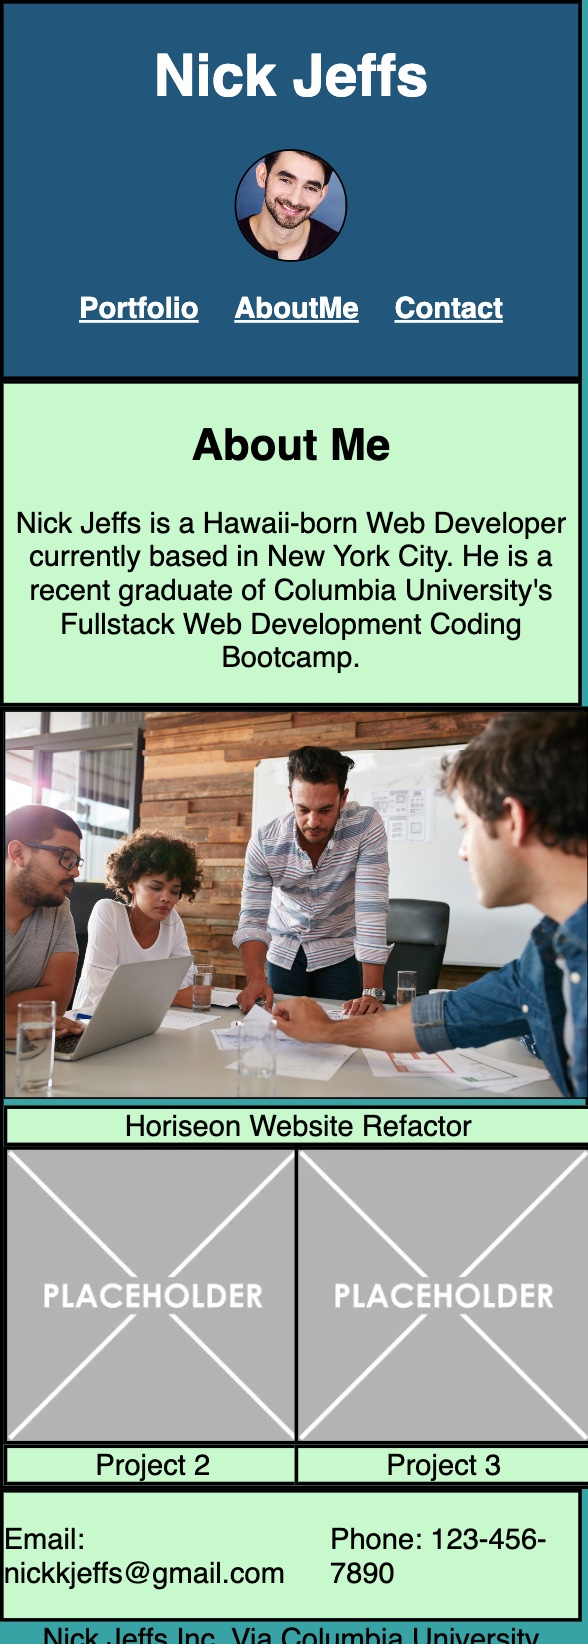 Nick Jeffs
Portfolio AboutMe Contact
About Me
Nick Jeffs is a Hawaii-born Web Developer
currently based in New York City. He is a
recent graduate of Columbia University's
Fullstack Web Development Coding
Bootcamp.
Horiseon Website Refactor
PLACEHOLDER PLACEHOLDER
Project 2 Project 3
Email: Phone: 123-456-
nickkjeffs@gmail.com 7890
Nick Jeffs Inc. Via Columbia University